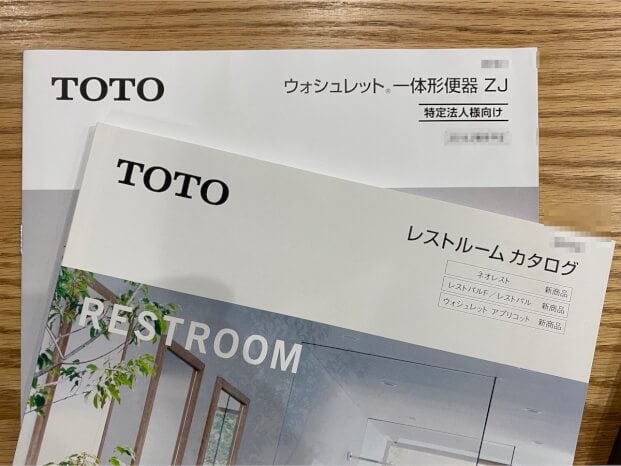 TOTO
ウォシュレット®一体形便器 ZJ
特定法人様向け
TOTO
レストルーム カタログ
ネオレスト 新商品
レストパルF/レストパル 新商品
ウォシュレット アプリコット 新商品
RESTROOM